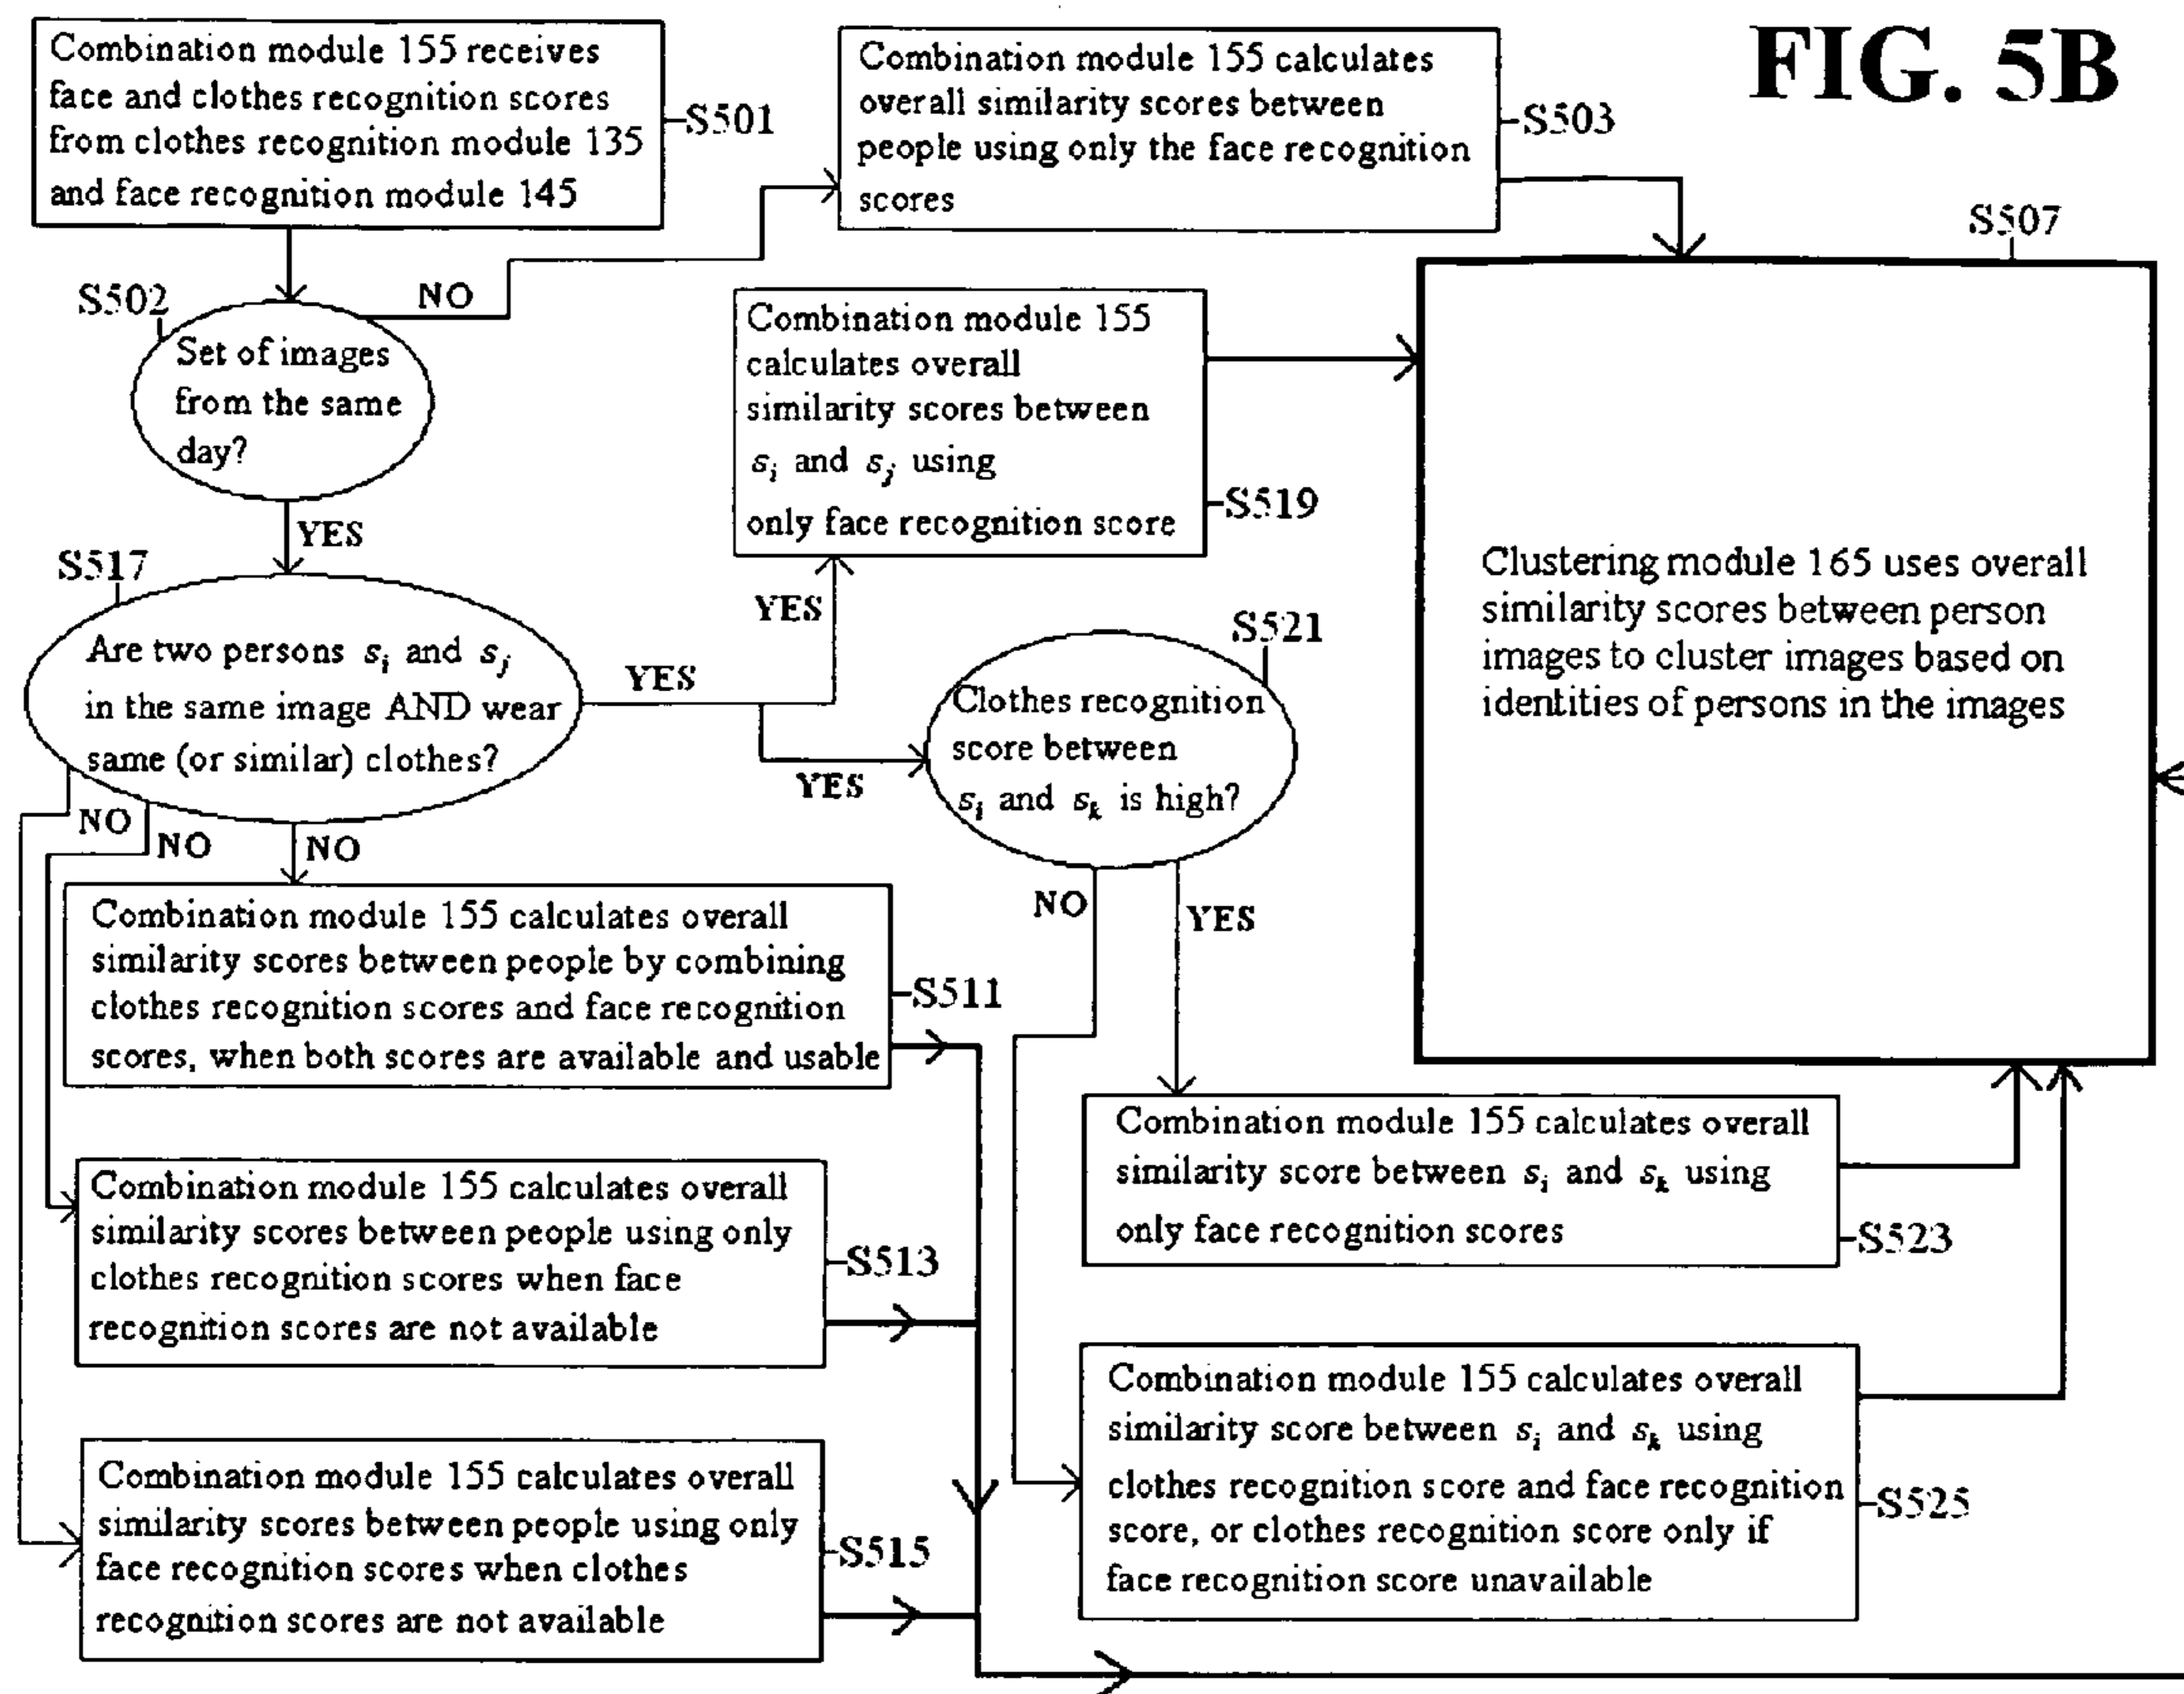 FIG. 5B
Combination module 155 receives
face and clothes recognition scores
from clothes recognition module 135
and face recognition module 145
S501
Combination module 155 calculates
overall similarity scores between
people using only the face recognition
scores
S503
S507
S502
NO
Set of images
from the same
day?
YES
Combination module 155
calculates overall
similarity scores between
s_i and s_j using
only face recognition score
S519
S517
Are two persons s_i and s_j
in the same image AND wear
same (or similar) clothes?
YES
YES
YES
S521
Clothes recognition
score between
s_i and s_k is high?
Clustering module 165 uses overall
similarity scores between person
images to cluster images based on
identities of persons in the images
NO
NO
NO
NO
YES
Combination module 155 calculates overall
similarity scores between people by combining
clothes recognition scores and face recognition
scores, when both scores are available and usable
S511
Combination module 155 calculates overall
similarity score between s_i and s_k using
only face recognition scores
S523
Combination module 155 calculates overall
similarity scores between people using only
clothes recognition scores when face
recognition scores are not available
S513
Combination module 155 calculates overall
similarity score between s_i and s_k using
clothes recognition score and face recognition
score, or clothes recognition score only if
face recognition score unavailable
S525
Combination module 155 calculates overall
similarity scores between people using only
face recognition scores when clothes
recognition scores are not available
S515